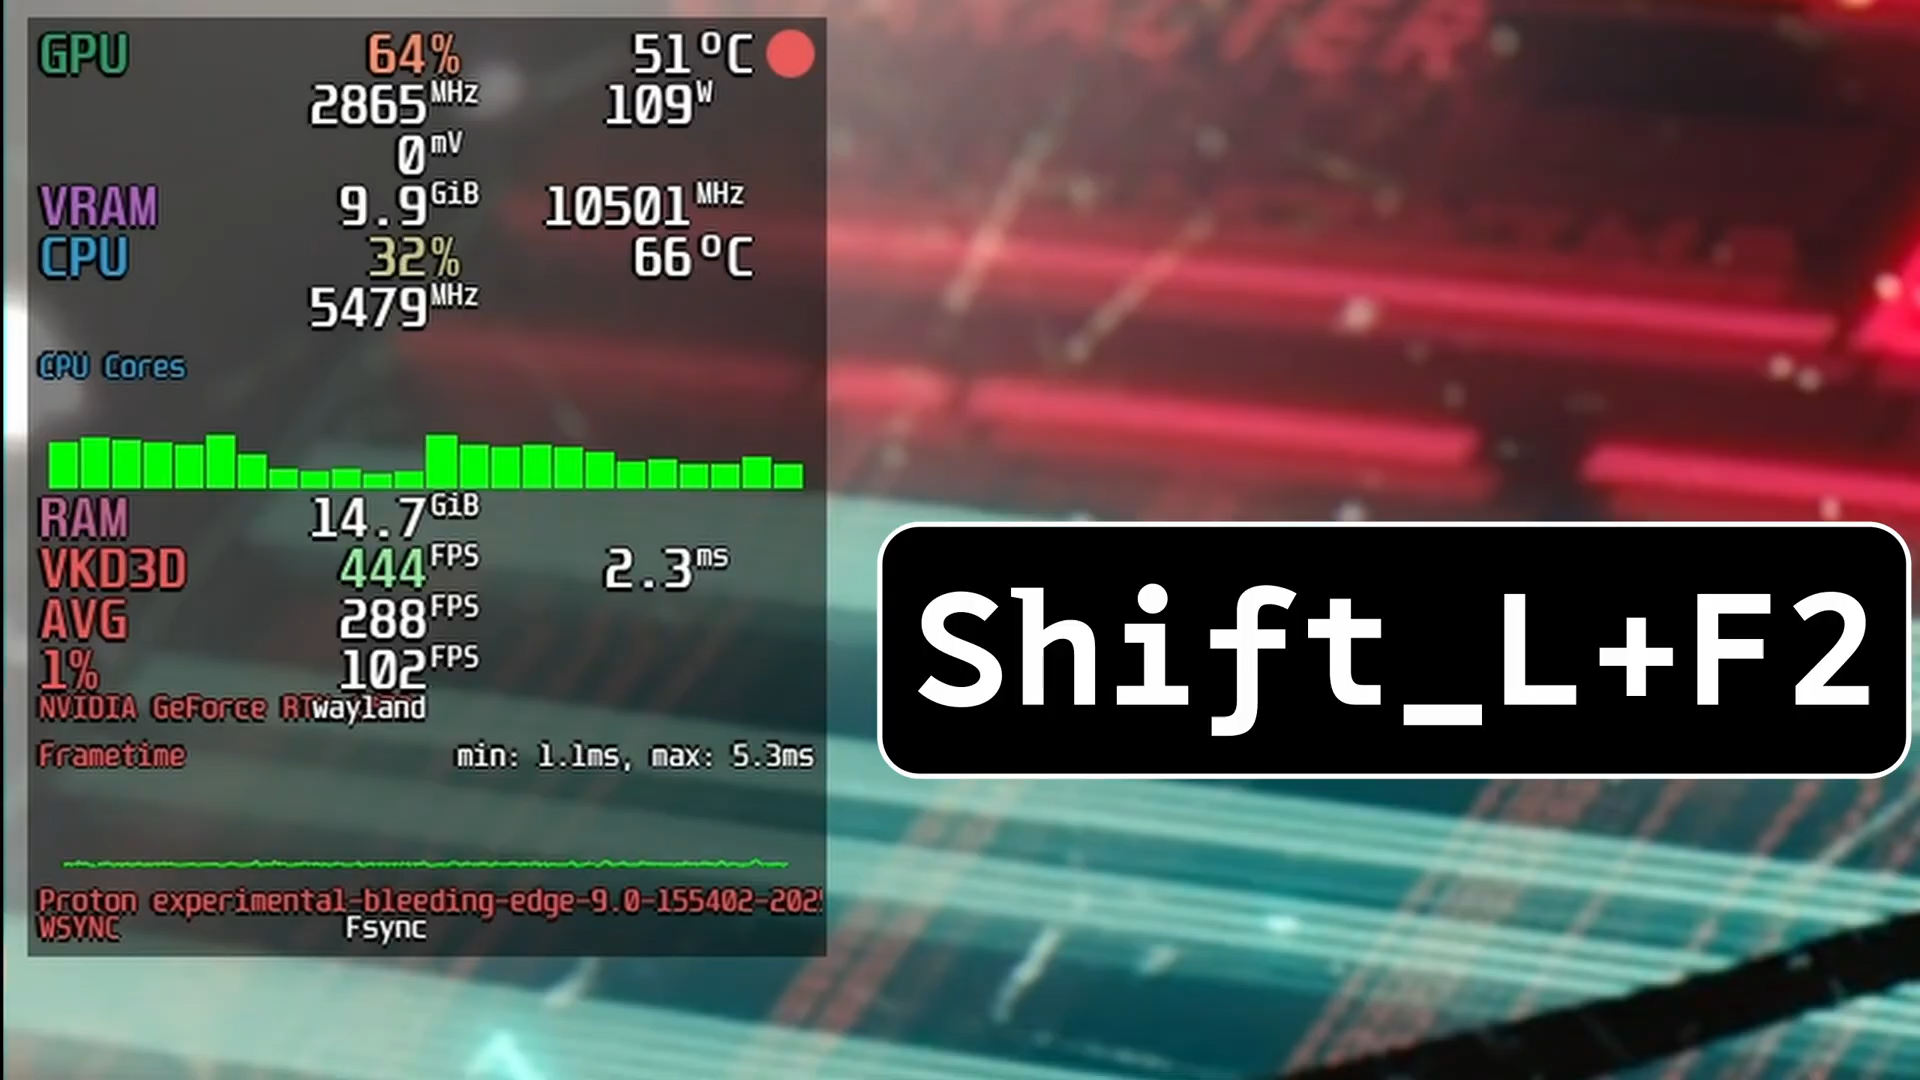 GPU 64% 51°C
2865MHz 109W
0mV
VRAM 9.9GiB 10501MHz
CPU 32% 66°C
5479MHz
CPU Cores
RAM 14.7GiB
VKD3D 444FPS 2.3ms
AVG 288FPS
1% 102FPS
NVIDIA GeForce RT wayland
Frametime min: 1.1ms, max: 5.3ms
Proton experimental-bleeding-edge-9.0-155402-202
WSYNC Fsync
Shift_L+F2